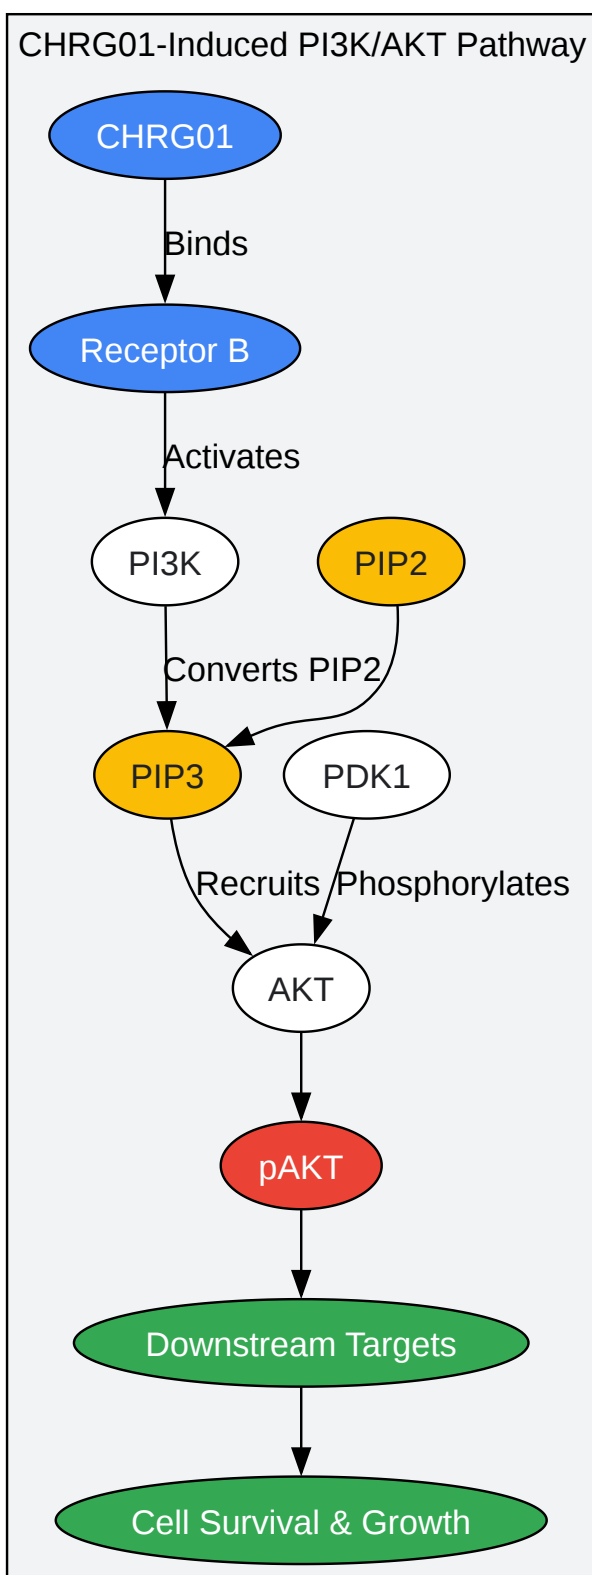 CHRG01-Induced PI3K/AKT Pathway
CHRG01
Binds
Receptor B
Activates
PI3K
PIP2
Converts PIP2
PIP3
PDK1
Recruits
Phosphorylates
AKT
pAKT
Downstream Targets
Cell Survival & Growth